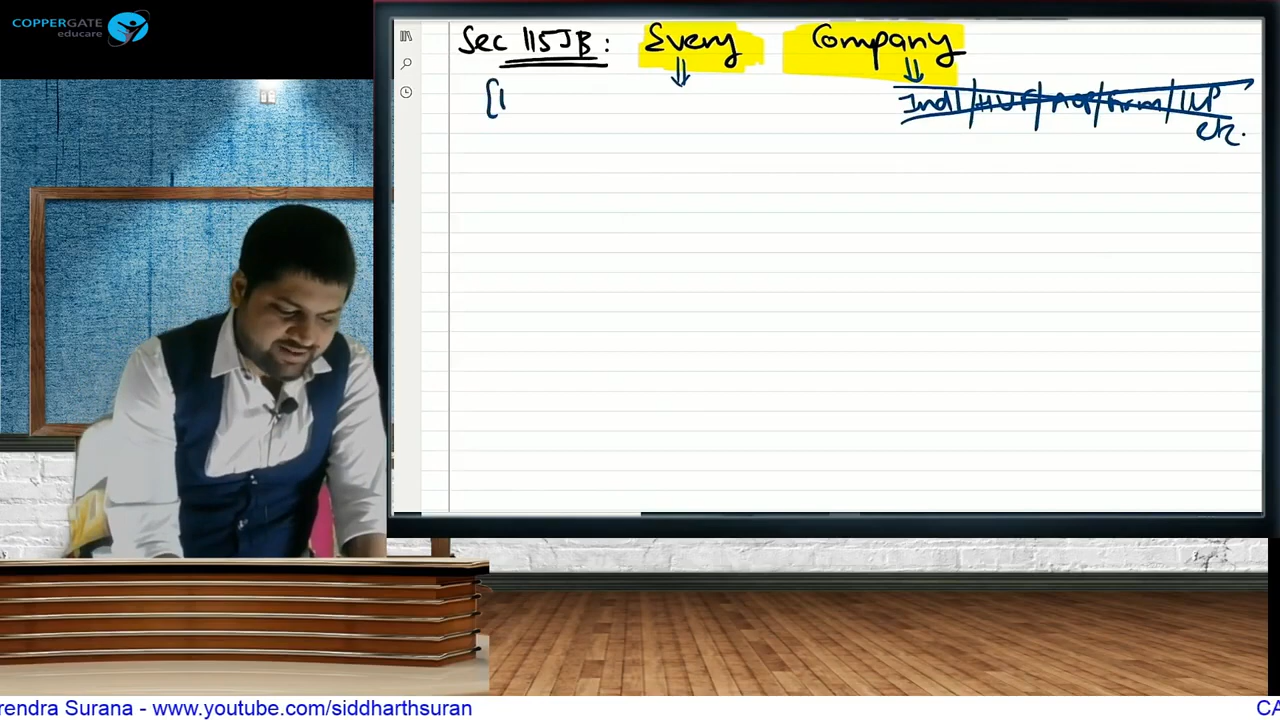 COPPERGATE
educare
Sec 115JB : Every Company
Indl / HUF / AOP / Firm / LLP
etc.
rendra Surana - www.youtube.com/siddharthsuran
CA